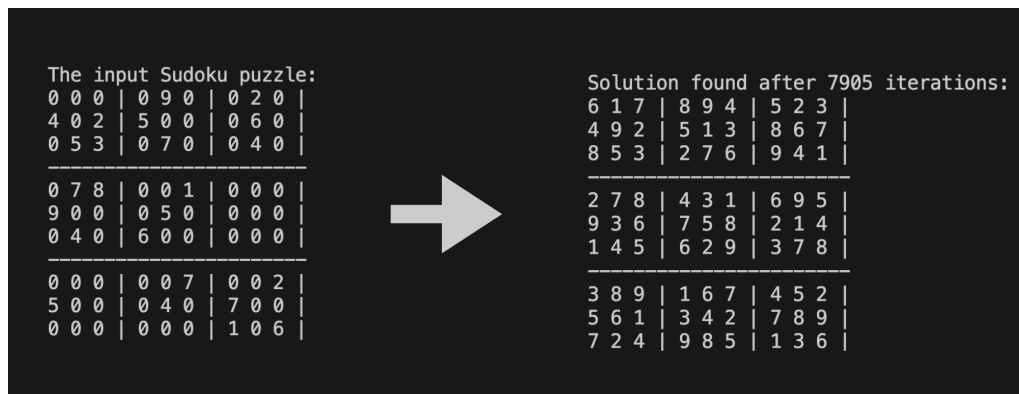 The input Sudoku puzzle:
0 0 0 | 0 9 0 | 0 2 0 |
4 0 2 | 5 0 0 | 0 6 0 |
0 5 3 | 0 7 0 | 0 4 0 |
-----------------------
0 7 8 | 0 0 1 | 0 0 0 |
9 0 0 | 0 5 0 | 0 0 0 |
0 4 0 | 6 0 0 | 0 0 0 |
-----------------------
0 0 0 | 0 0 7 | 0 0 2 |
5 0 0 | 0 4 0 | 7 0 0 |
0 0 0 | 0 0 0 | 1 0 6 |
Solution found after 7905 iterations:
6 1 7 | 8 9 4 | 5 2 3 |
4 9 2 | 5 1 3 | 8 6 7 |
8 5 3 | 2 7 6 | 9 4 1 |
-----------------------
2 7 8 | 4 3 1 | 6 9 5 |
9 3 6 | 7 5 8 | 2 1 4 |
1 4 5 | 6 2 9 | 3 7 8 |
-----------------------
3 8 9 | 1 6 7 | 4 5 2 |
5 6 1 | 3 4 2 | 7 8 9 |
7 2 4 | 9 8 5 | 1 3 6 |